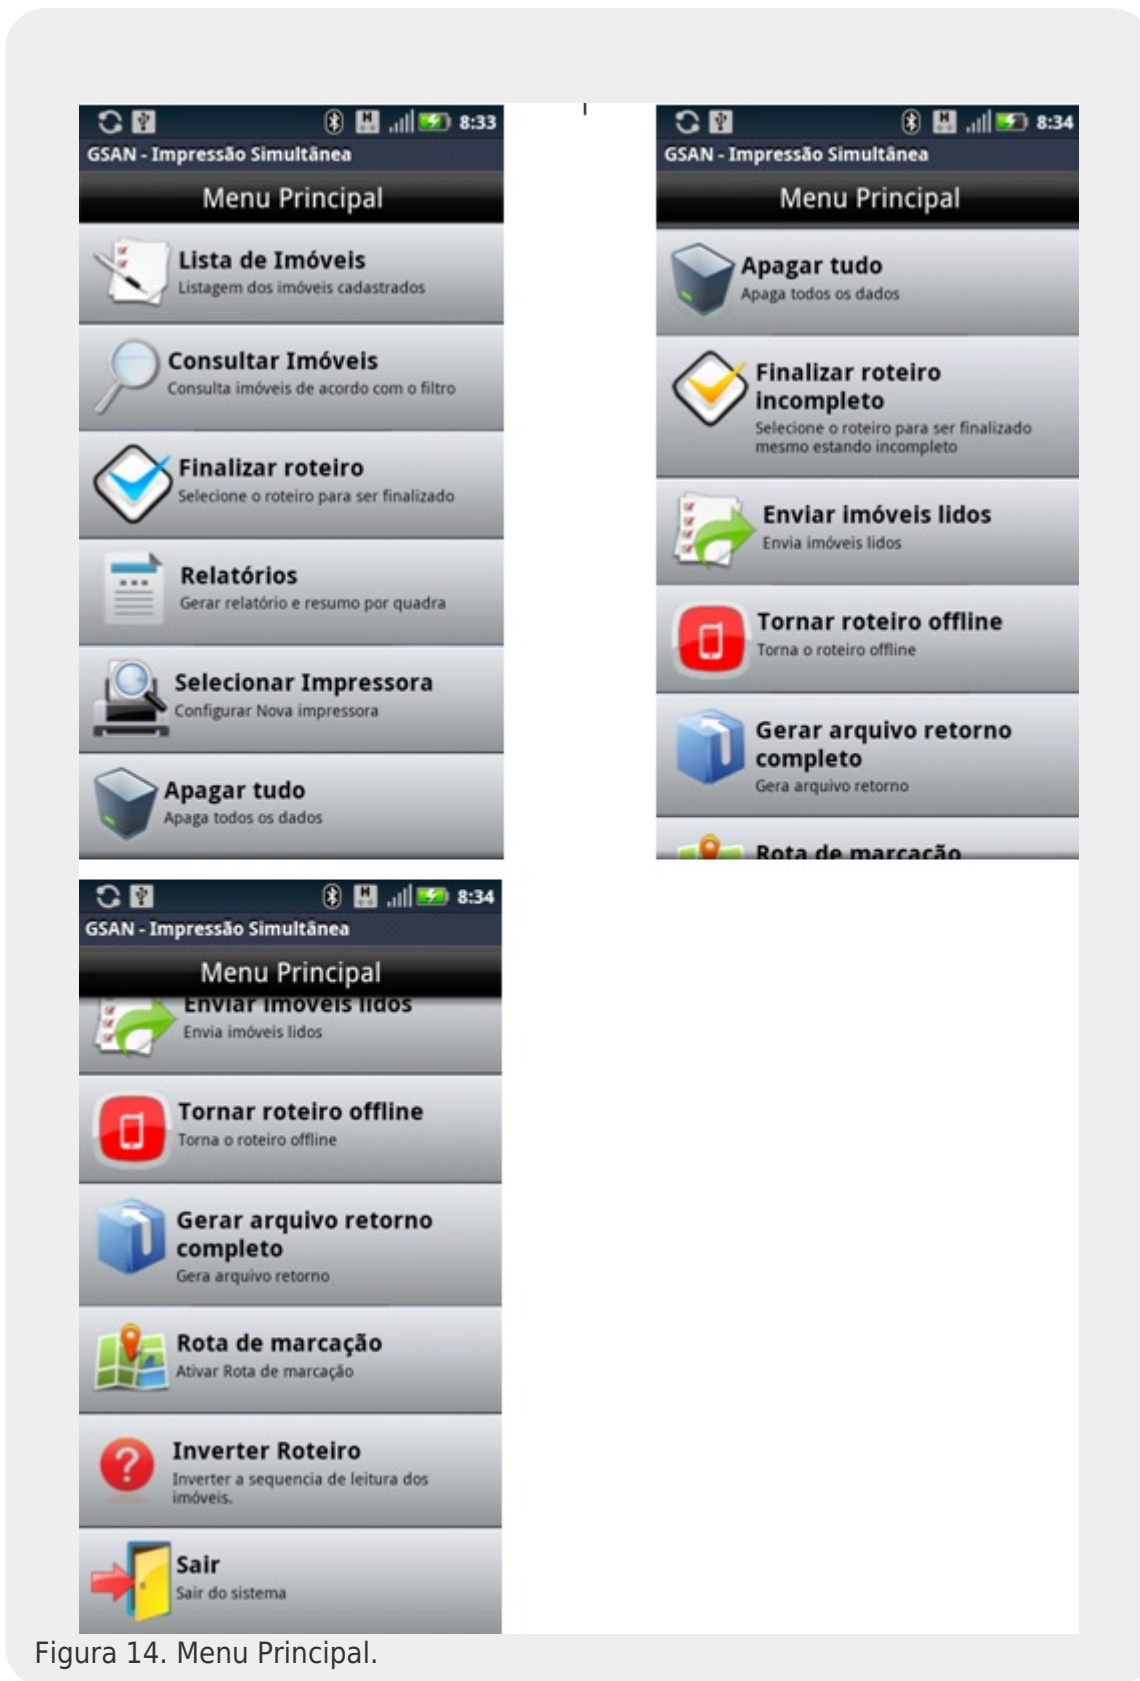 8:33
GSAN - Impressão Simultânea
Menu Principal
Lista de Imóveis
Listagem dos imóveis cadastrados
Consultar Imóveis
Consulta imóveis de acordo com o filtro
Finalizar roteiro
Selecione o roteiro para ser finalizado
Relatórios
Gerar relatório e resumo por quadra
Selecionar Impressora
Configurar Nova impressora
Apagar tudo
Apaga todos os dados
8:34
GSAN - Impressão Simultânea
Menu Principal
Apagar tudo
Apaga todos os dados
Finalizar roteiro
incompleto
Selecione o roteiro para ser finalizado
mesmo estando incompleto
Enviar imóveis lidos
Envia imóveis lidos
Tornar roteiro offline
Torna o roteiro offline
Gerar arquivo retorno
completo
Gera arquivo retorno
Rota de marcação
8:34
GSAN - Impressão Simultânea
Menu Principal
Enviar imóveis lidos
Envia imóveis lidos
Tornar roteiro offline
Torna o roteiro offline
Gerar arquivo retorno
completo
Gera arquivo retorno
Rota de marcação
Ativar Rota de marcação
Inverter Roteiro
Inverter a sequencia de leitura dos
imóveis.
Sair
Sair do sistema
Figura 14. Menu Principal.